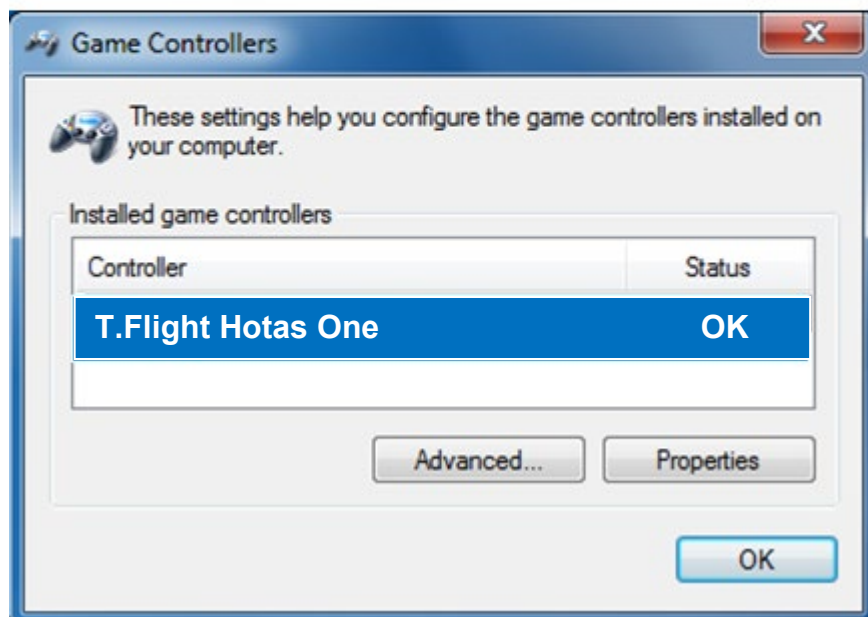 Game Controllers
x
These settings help you configure the game controllers installed on
your computer.
Installed game controllers
Controller Status
T.Flight Hotas One OK
Advanced... Properties
OK